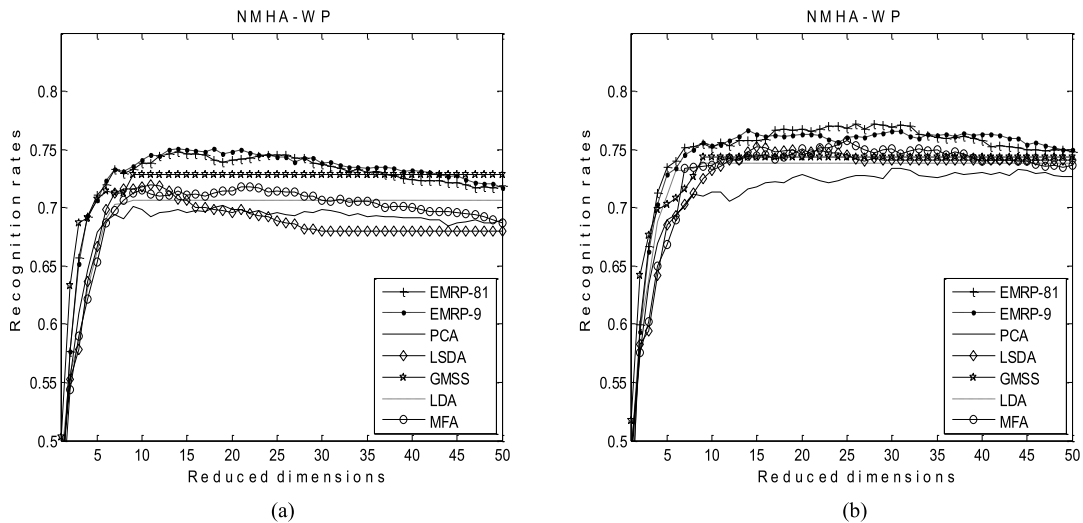 NMHA-WP
Recognition rates
0.8
0.75
0.7
0.65
0.6
0.55
0.5
EMRP-81
EMRP-9
PCA
LSDA
GMSS
LDA
MFA
5 10 15 20 25 30 35 40 45 50
Reduced dimensions
(a)
NMHA-WP
Recognition rates
0.8
0.75
0.7
0.65
0.6
0.55
0.5
EMRP-81
EMRP-9
PCA
LSDA
GMSS
LDA
MFA
5 10 15 20 25 30 35 40 45 50
Reduced dimensions
(b)